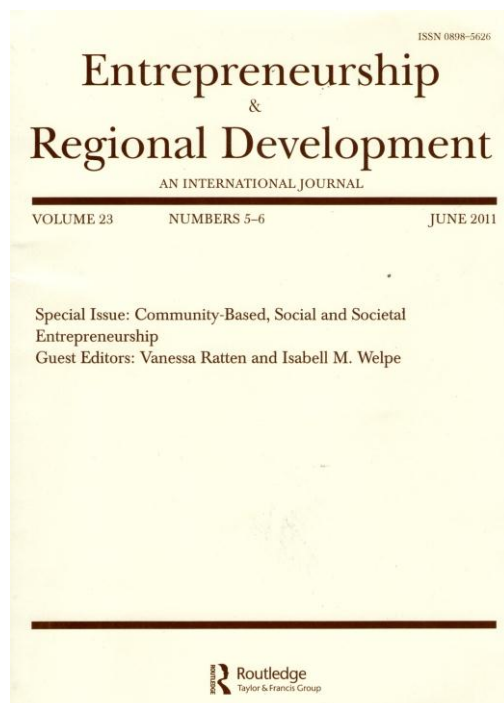 ISSN 0898–5626
Entrepreneurship
&
Regional Development
AN INTERNATIONAL JOURNAL
VOLUME 23 NUMBERS 5–6 JUNE 2011
Special Issue: Community-Based, Social and Societal
Entrepreneurship
Guest Editors: Vanessa Ratten and Isabell M. Welpe
ROUTLEDGE
Routledge
Taylor & Francis Group